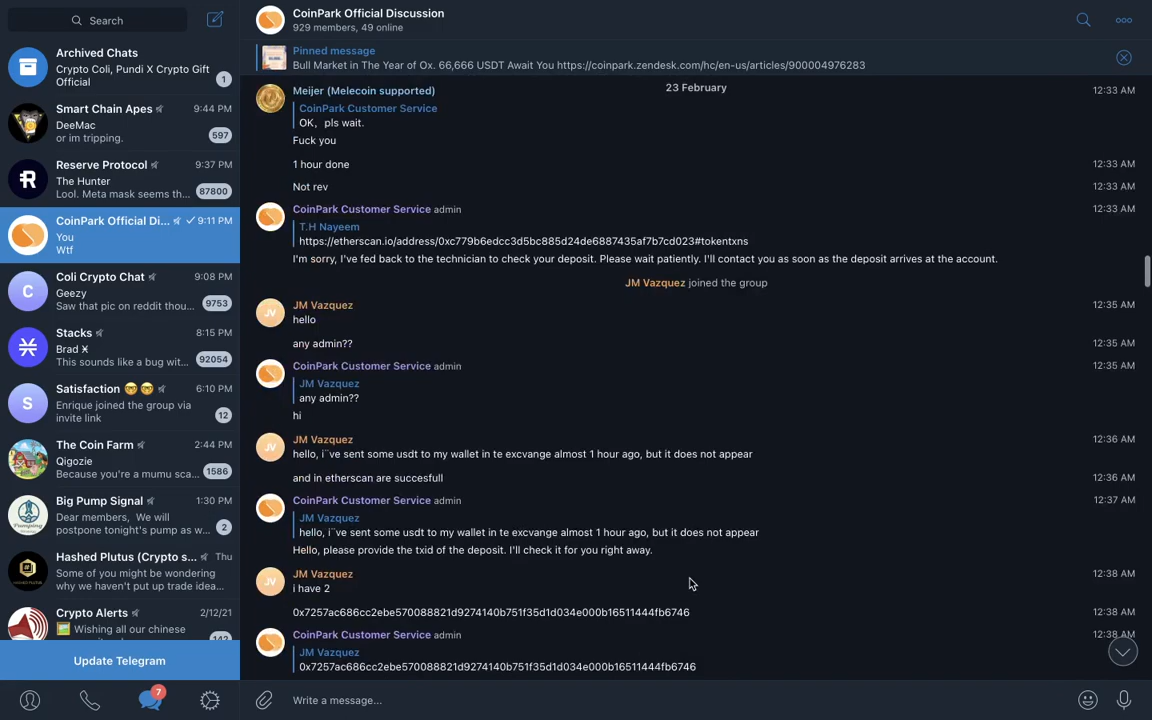 Search
Archived Chats
Crypto Coli, Pundi X Crypto Gift
Official
1
Smart Chain Apes
9:44 PM
DeeMac
or im tripping.
597
Reserve Protocol
9:37 PM
The Hunter
Lool. Meta mask seems th...
87800
CoinPark Official Di...
9:11 PM
You
Wtf
Coli Crypto Chat
9:08 PM
C
Geezy
Saw that pic on reddit thou...
9753
Stacks
8:15 PM
Brad Ӿ
This sounds like a bug wit...
92054
Satisfaction 🤓🤓
6:10 PM
S
Enrique joined the group via
invite link
12
The Coin Farm
2:44 PM
Qigozie
Because you're a mumu sca...
1586
Big Pump Signal
1:30 PM
Dear members, We will
postpone tonight's pump as w...
2
Hashed Plutus (Crypto s...
Thu
Some of you might be wondering
why we haven't put up trade idea...
Crypto Alerts
2/12/21
🖼️ Wishing all our chinese
142
Update Telegram
7
CoinPark Official Discussion
929 members, 49 online
Pinned message
Bull Market in The Year of Ox. 66,666 USDT Await You https://coinpark.zendesk.com/hc/en-us/articles/900004976283
23 February
Meijer (Melecoin supported)
12:33 AM
CoinPark Customer Service
OK, pls wait.
Fuck you
1 hour done
12:33 AM
Not rev
12:33 AM
CoinPark Customer Service admin
12:33 AM
T.H Nayeem
https://etherscan.io/address/0xc779b6edcc3d5bc885d24de6887435af7b7cd023#tokentxns
I'm sorry, I've fed back to the technician to check your deposit. Please wait patiently. I'll contact you as soon as the deposit arrives at the account.
JM Vazquez joined the group
JM Vazquez
12:35 AM
JV
hello
any admin??
12:35 AM
CoinPark Customer Service admin
12:35 AM
JM Vazquez
any admin??
hi
JM Vazquez
12:36 AM
JV
hello, i¨ve sent some usdt to my wallet in te excvange almost 1 hour ago, but it does not appear
and in etherscan are succesfull
12:36 AM
CoinPark Customer Service admin
12:37 AM
JM Vazquez
hello, i¨ve sent some usdt to my wallet in te excvange almost 1 hour ago, but it does not appear
Hello, please provide the txid of the deposit. I'll check it for you right away.
JM Vazquez
12:38 AM
JV
i have 2
0x7257ac686cc2ebe570088821d9274140b751f35d1d034e000b16511444fb6746
12:38 AM
CoinPark Customer Service admin
12:38 AM
JM Vazquez
0x7257ac686cc2ebe570088821d9274140b751f35d1d034e000b16511444fb6746
Write a message...